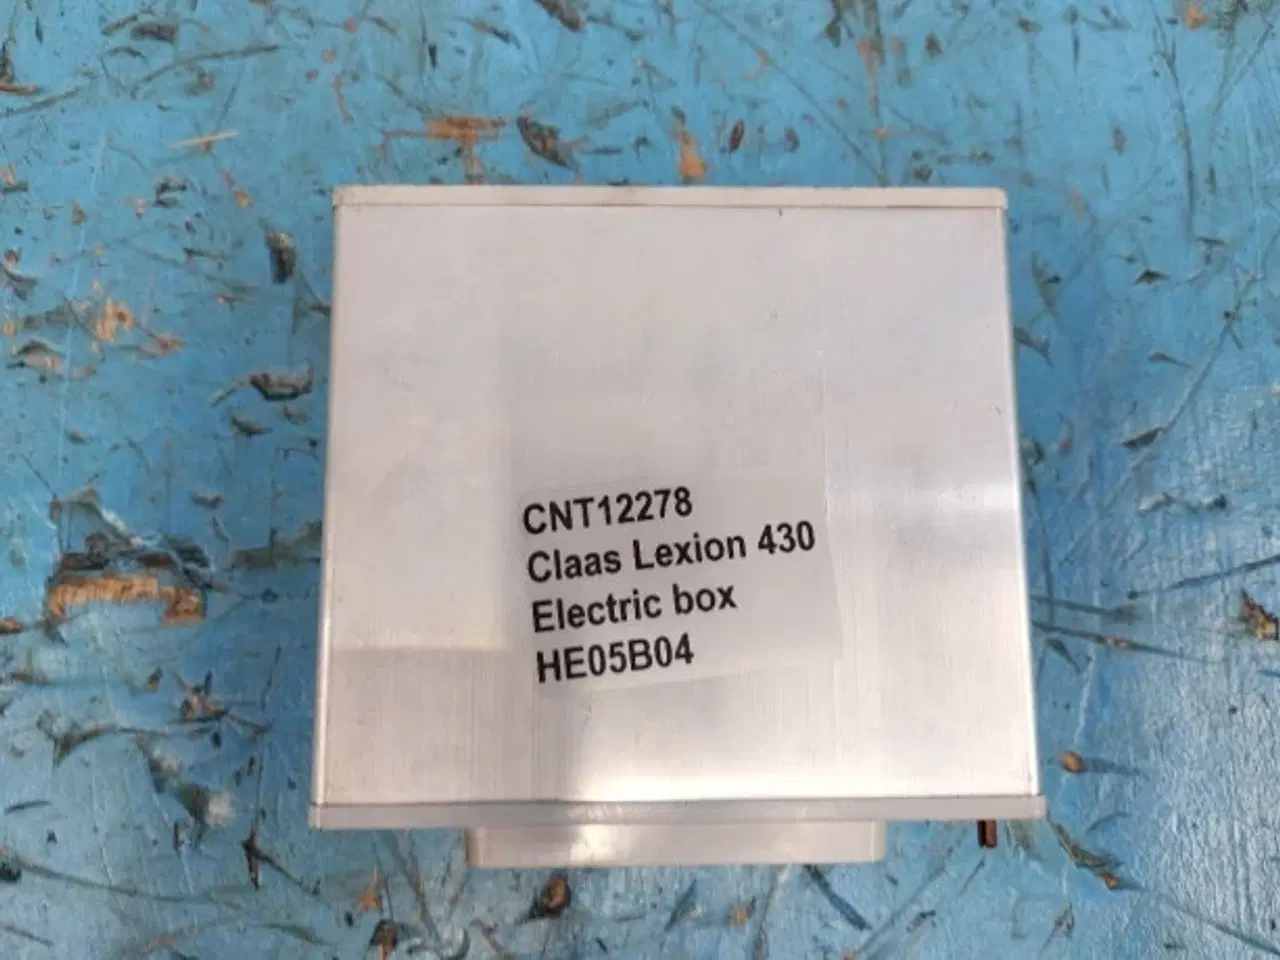 CNT12278
Claas Lexion 430
Electric box
HE05B04